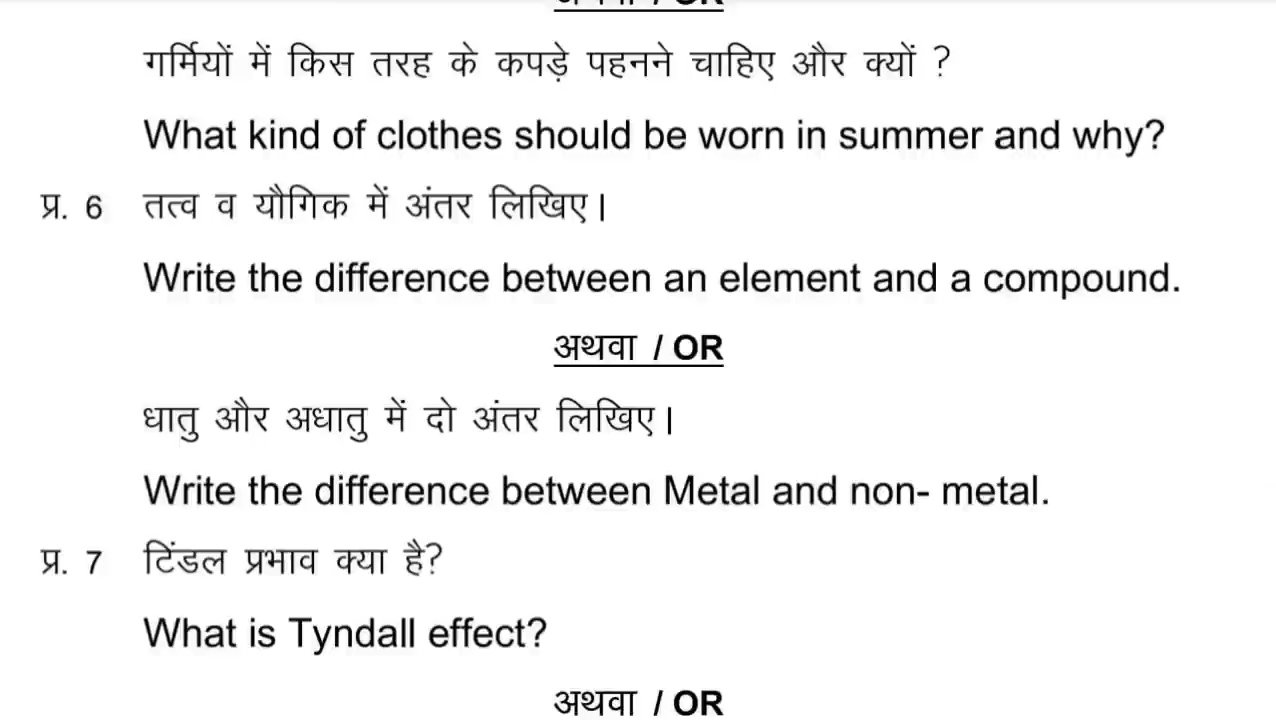 गर्मियों में किस तरह के कपड़े पहनने चाहिए और क्यों ?
What kind of clothes should be worn in summer and why?
प्र. 6 तत्व व यौगिक में अंतर लिखिए।
Write the difference between an element and a compound.
अथवा / OR
धातु और अधातु में दो अंतर लिखिए।
Write the difference between Metal and non- metal.
प्र. 7 टिंडल प्रभाव क्या है?
What is Tyndall effect?
अथवा / OR